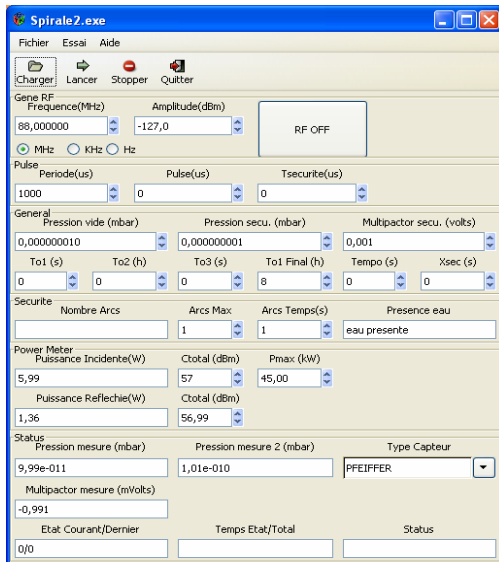 Spirale2.exe
Fichier Essai Aide
Charger Lancer Stopper Quitter
Gene RF
Frequence(MHz) Amplitude(dBm)
88,000000 -127,0 RF OFF
MHz KHz Hz
Pulse
Periode(us) Pulse(us) Tsecurite(us)
1000 0 0
General
Pression vide (mbar) Pression secu. (mbar) Multipactor secu. (volts)
0,000000010 0,000000001 0,001
To1 (s) To2 (h) To3 (s) To1 Final (h) Tempo (s) Xsec (s)
0 0 0 8 0 0
Securite
Nombre Arcs Arcs Max Arcs Temps(s) Presence eau
1 1 eau presente
Power Meter
Puissance Incidente(W) Ctotal (dBm) Pmax (kW)
5,99 57 45,00
Puissance Reflechie(W) Ctotal (dBm)
1,36 56,99
Status
Pression mesure (mbar) Pression mesure 2 (mbar) Type Capteur
9,99e-011 1,01e-010 PFEIFFER
Multipactor mesure (mVolts)
-0,991
Etat Courant/Dernier Temps Etat/Total Status
0/0